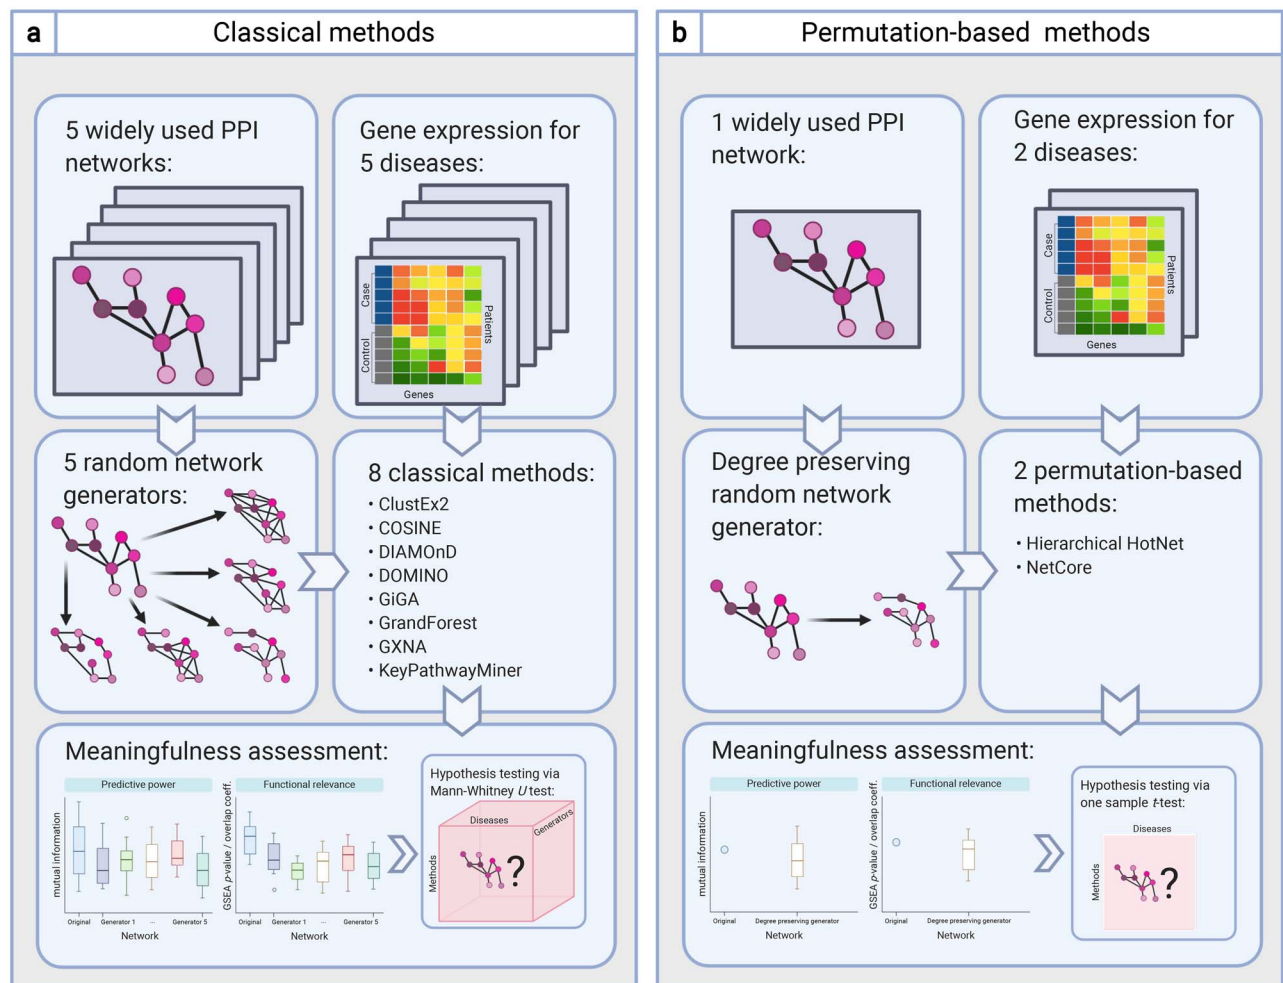 a
Classical methods
5 widely used PPI
networks:
Gene expression for
5 diseases:
Case
Control
Patients
Genes
5 random network
generators:
8 classical methods:
• ClustEx2
• COSINE
• DIAMOnD
• DOMINO
• GiGA
• GrandForest
• GXNA
• KeyPathwayMiner
Meaningfulness assessment:
Predictive power
mutual information
Original
Generator 1
...
Generator 5
Network
Functional relevance
GSEA p-value / overlap coeff.
Original
Generator 1
...
Generator 5
Network
Hypothesis testing via
Mann-Whitney U test:
Diseases
Generators
Methods
?
b
Permutation-based methods
1 widely used PPI
network:
Gene expression for
2 diseases:
Case
Control
Patients
Genes
Degree preserving
random network
generator:
2 permutation-based
methods:
• Hierarchical HotNet
• NetCore
Meaningfulness assessment:
Predictive power
mutual information
Original
Degree preserving generator
Network
Functional relevance
GSEA p-value / overlap coeff.
Original
Degree preserving generator
Network
Hypothesis testing via
one sample t-test:
Diseases
Methods
?